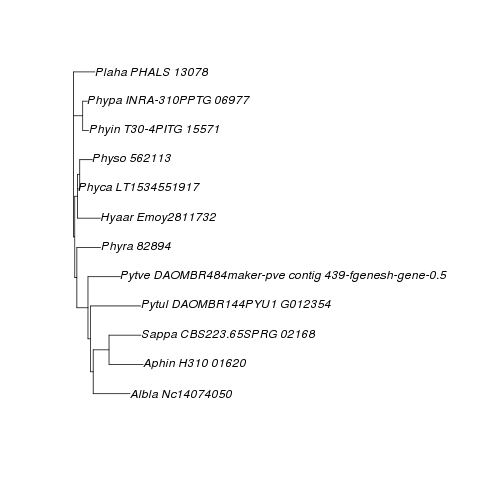 Plaha PHALS 13078
Phypa INRA-310PPTG 06977
Phyin T30-4PITG 15571
Physo 562113
Phyca LT1534551917
Hyaar Emoy2811732
Phyra 82894
Pytve DAOMBR484maker-pve contig 439-fgenesh-gene-0.5
Pytul DAOMBR144PYU1 G012354
Sappa CBS223.65SPRG 02168
Aphin H310 01620
Albla Nc14074050